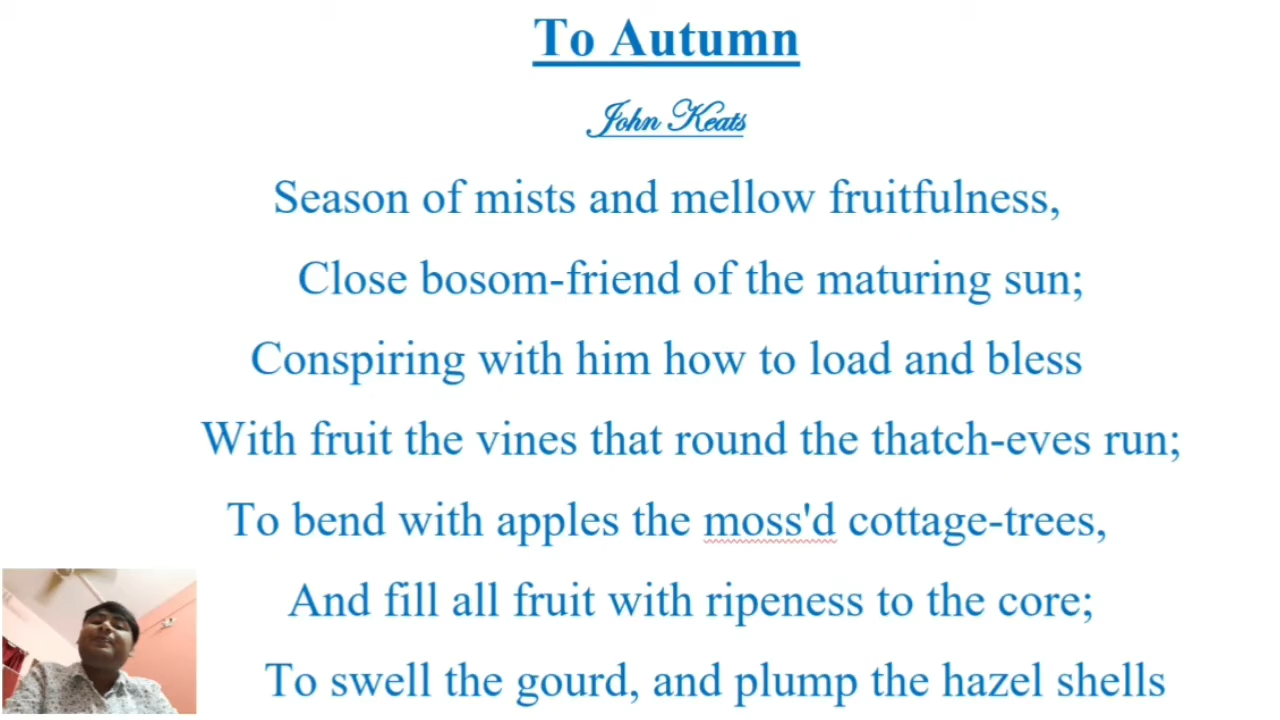 To Autumn
John Keats
Season of mists and mellow fruitfulness,
Close bosom-friend of the maturing sun;
Conspiring with him how to load and bless
With fruit the vines that round the thatch-eves run;
To bend with apples the moss'd cottage-trees,
And fill all fruit with ripeness to the core;
To swell the gourd, and plump the hazel shells